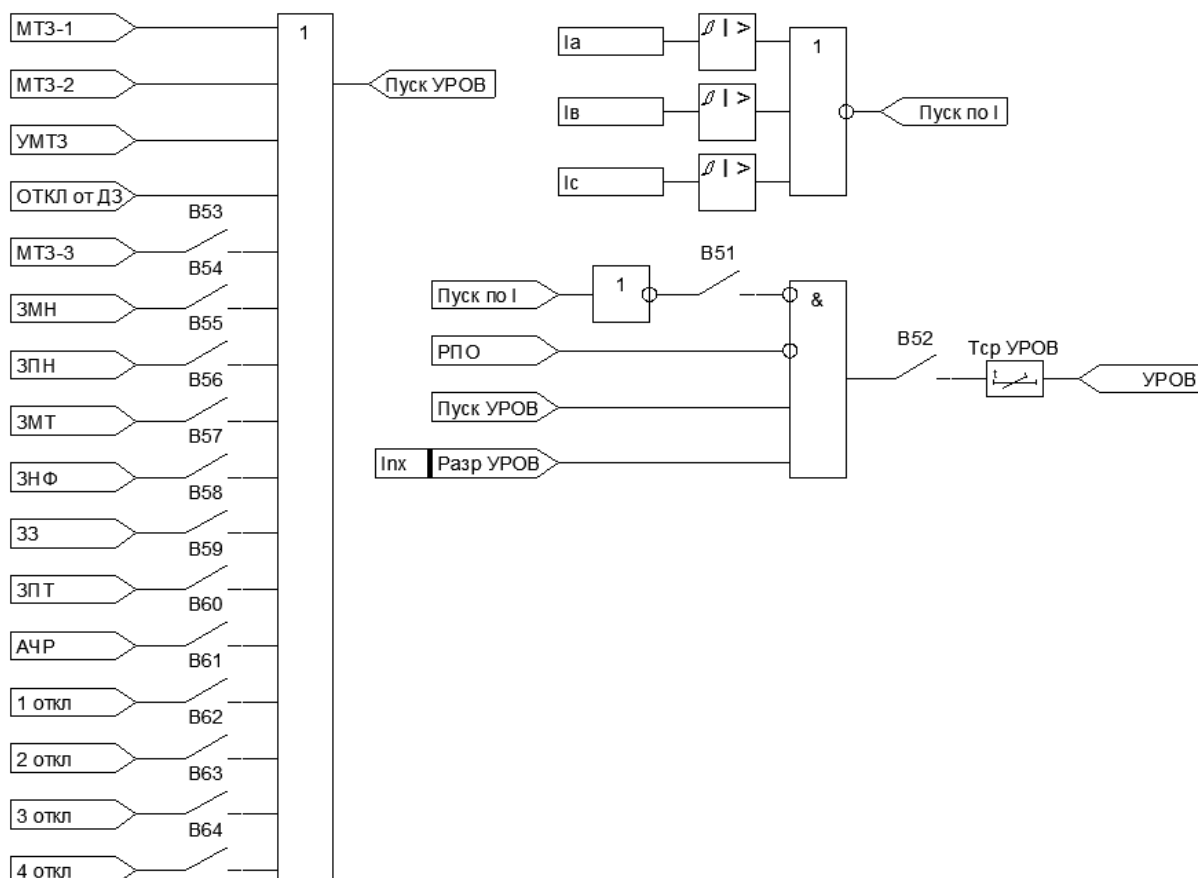 МТЗ-1
1
Пуск УРОВ
МТЗ-2
УМТЗ
ОТКЛ от ДЗ
В53
МТЗ-3
В54
ЗМН
В55
ЗПН
В56
ЗМТ
В57
ЗНФ
В58
ЗЗ
В59
ЗПТ
В60
АЧР
В61
1 откл
В62
2 откл
В63
3 откл
В64
4 откл
Iа
I >
1
Iв
I >
Пуск по I
Iс
I >
Пуск по I
1
В51
&
РПО
В52
Тср УРОВ
t
УРОВ
Пуск УРОВ
Inx
Разр УРОВ